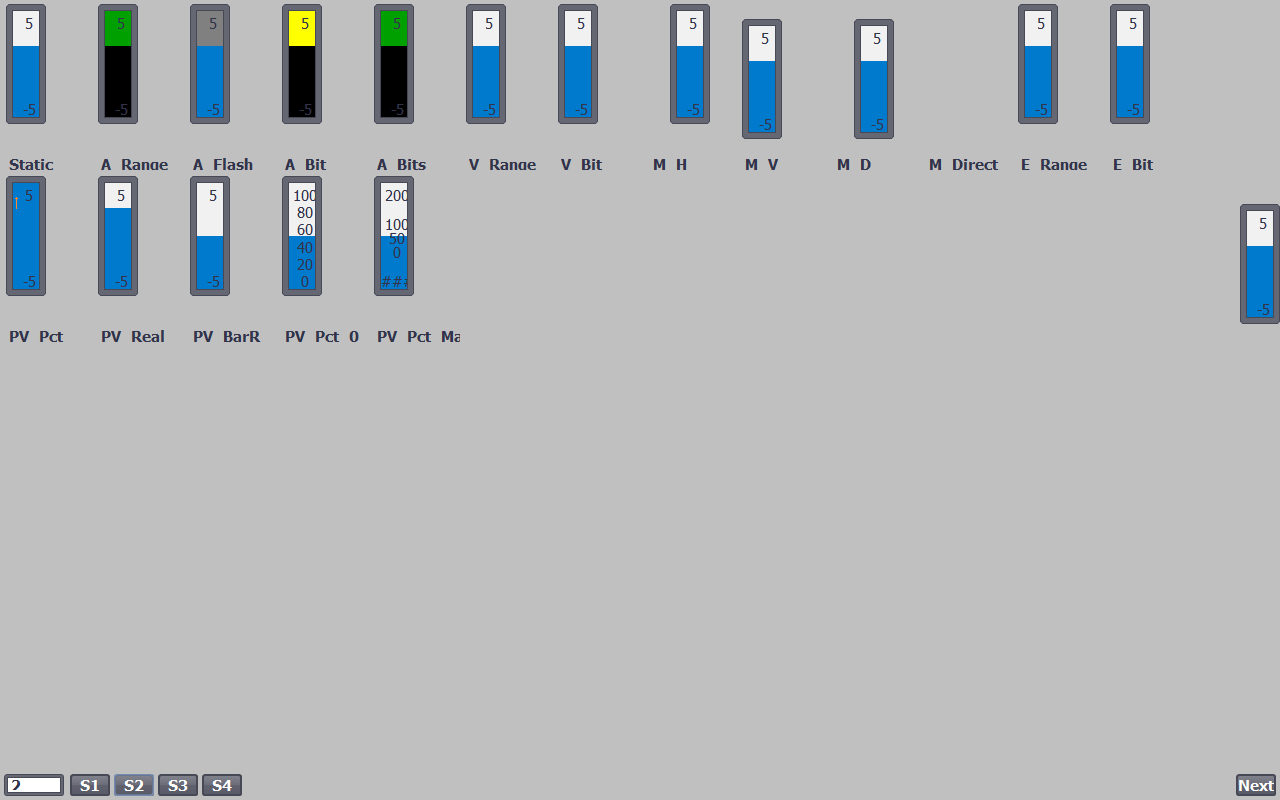 5 5 5 5 5 5 5 5 5 5
5 5
-5 -5 -5 -5 -5 -5 -5 -5 -5 -5
-5 -5
Static A Range A Flash A Bit A Bits V Range V Bit M H M V M D M Direct E Range E Bit
5 5 5 100 200
80
60 100
40 50
20 0
-5 -5 -5 0 ###
5
-5
PV Pct PV Real PV BarR PV Pct 0 PV Pct Ma
2 S1 S2 S3 S4 Next